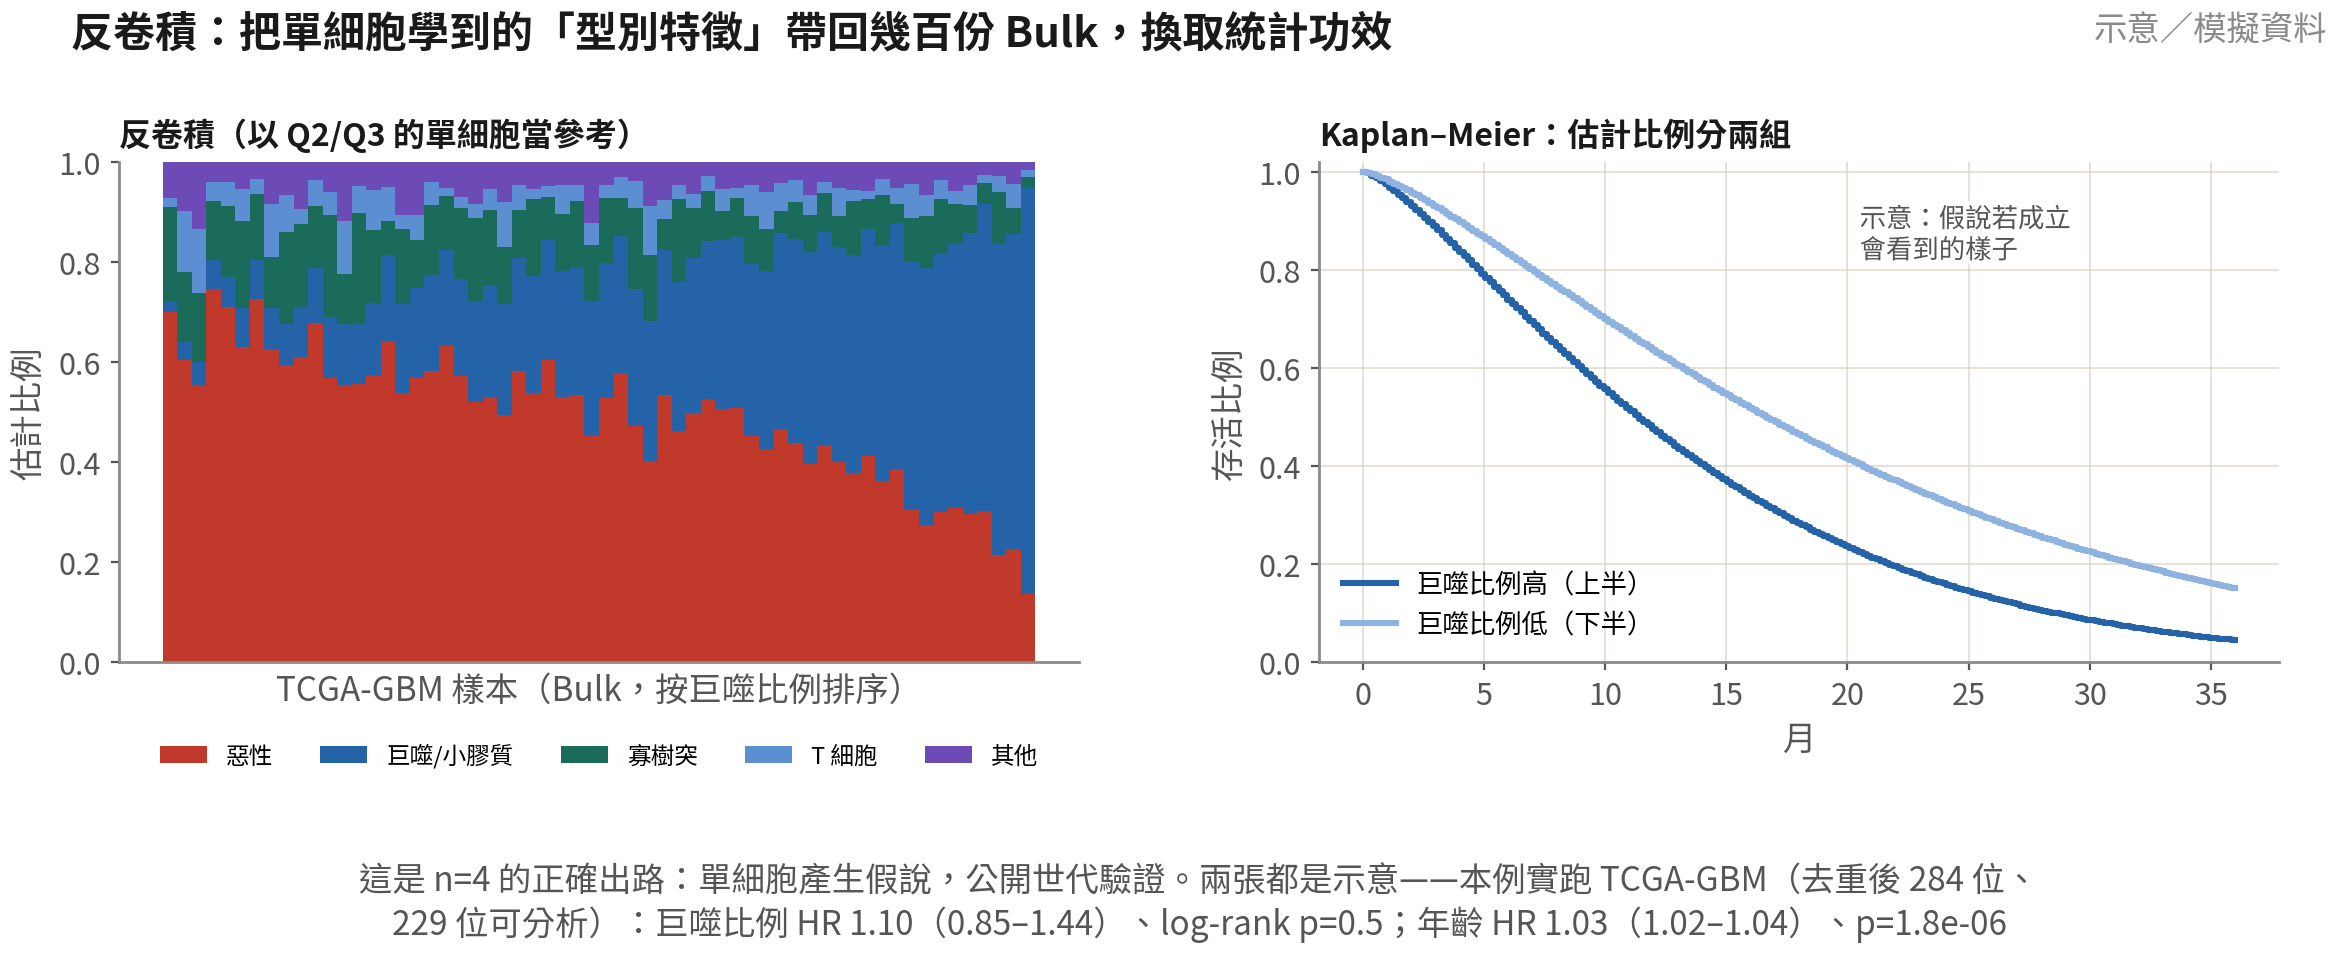 反卷積：把單細胞學到的「型別特徵」帶回幾百份 Bulk，換取統計功效
示意／模擬資料
反卷積（以 Q2/Q3 的單細胞當參考）
1.0
0.8
0.6
0.4
0.2
0.0
估計比例
TCGA-GBM 樣本（Bulk，按巨噬比例排序）
惡性
巨噬/小膠質
寡樹突
T 細胞
其他
Kaplan–Meier：估計比例分兩組
1.0
0.8
0.6
0.4
0.2
0.0
存活比例
示意：假說若成立
會看到的樣子
巨噬比例高（上半）
巨噬比例低（下半）
0 5 10 15 20 25 30 35
月
這是 n=4 的正確出路：單細胞產生假說，公開世代驗證。兩張都是示意——本例實跑 TCGA-GBM（去重後 284 位、
229 位可分析）：巨噬比例 HR 1.10（0.85–1.44）、log-rank p=0.5；年齡 HR 1.03（1.02–1.04）、p=1.8e-06